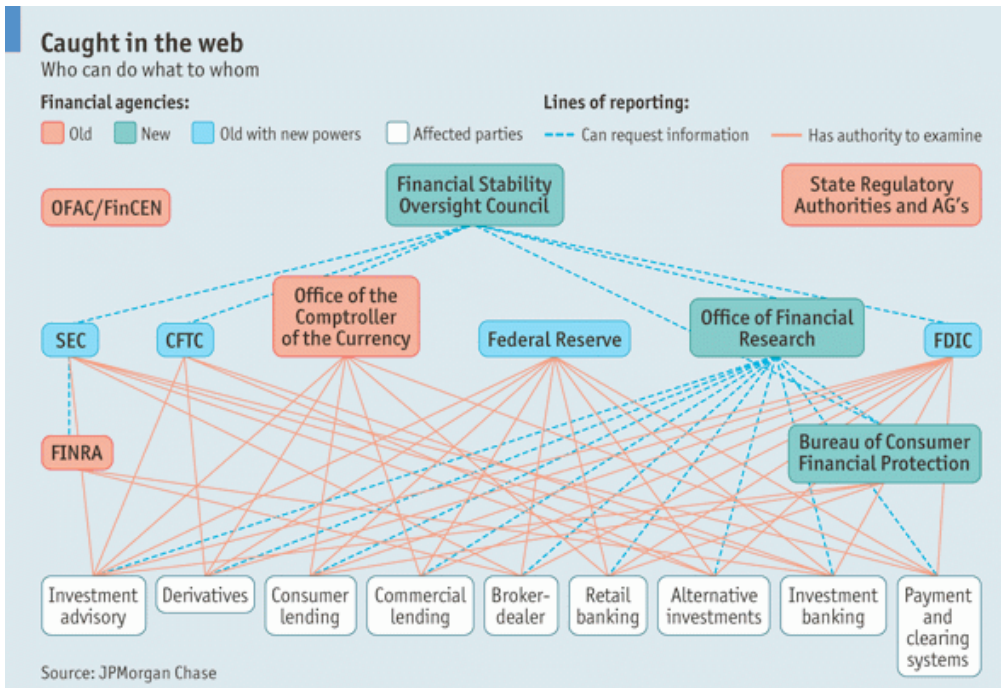 Caught in the web
Who can do what to whom
Financial agencies:
Lines of reporting:
Old
New
Old with new powers
Affected parties
Can request information
Has authority to examine
OFAC/FinCEN
Financial Stability
Oversight Council
State Regulatory
Authorities and AG's
SEC
CFTC
Office of the
Comptroller
of the Currency
Federal Reserve
Office of Financial
Research
FDIC
FINRA
Bureau of Consumer
Financial Protection
Investment
advisory
Derivatives
Consumer
lending
Commercial
lending
Broker-
dealer
Retail
banking
Alternative
investments
Investment
banking
Payment
and
clearing
systems
Source: JPMorgan Chase